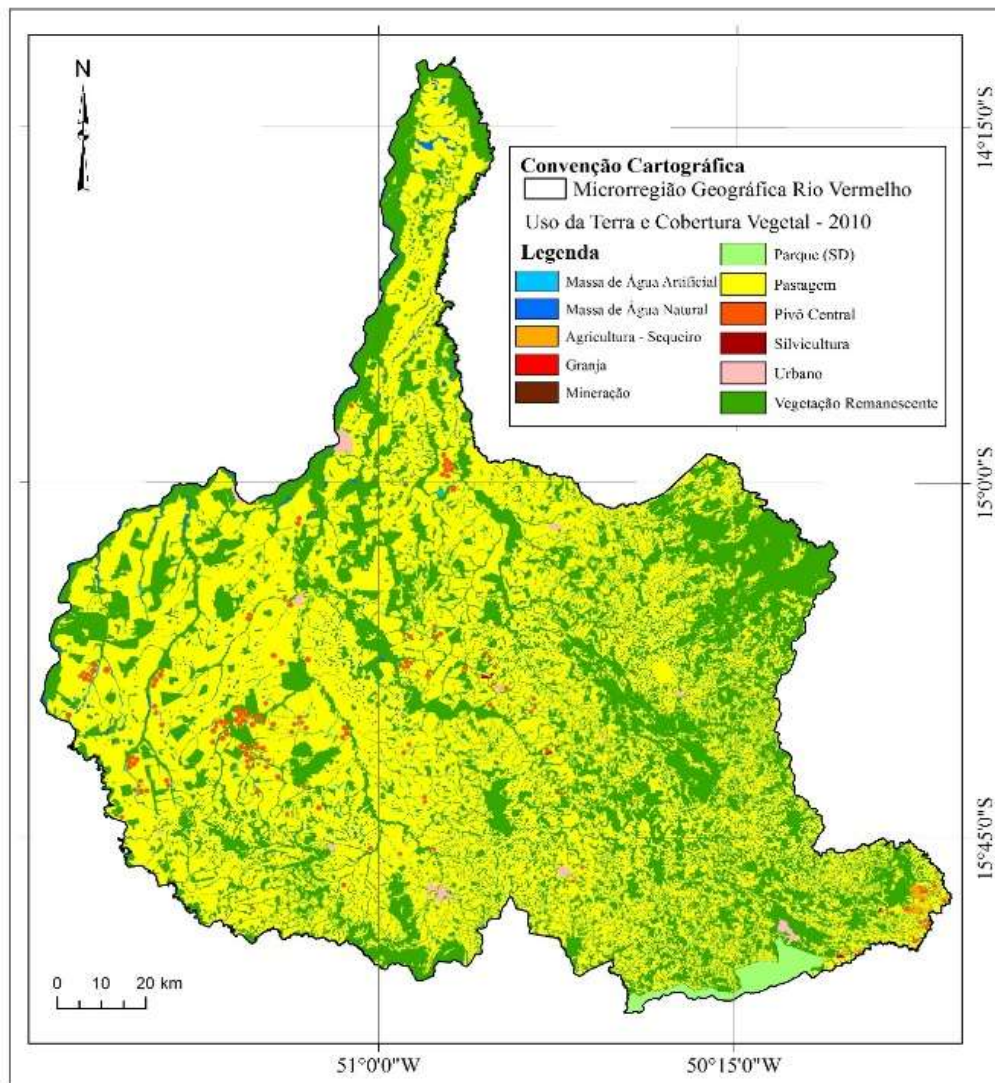 N
14°15'0"S
Convenção Cartográfica
Microrregião Geográfica Rio Vermelho
Uso da Terra e Cobertura Vegetal - 2010
Legenda
Massa de Água Artificial
Massa de Água Natural
Agricultura - Sequeiro
Granja
Mineração
Parque (SD)
Pastagem
Pivô Central
Silvicultura
Urbano
Vegetação Remanescente
15°0'0"S
15°45'0"S
0 10 20 km
51°0'0"W 50°15'0"W